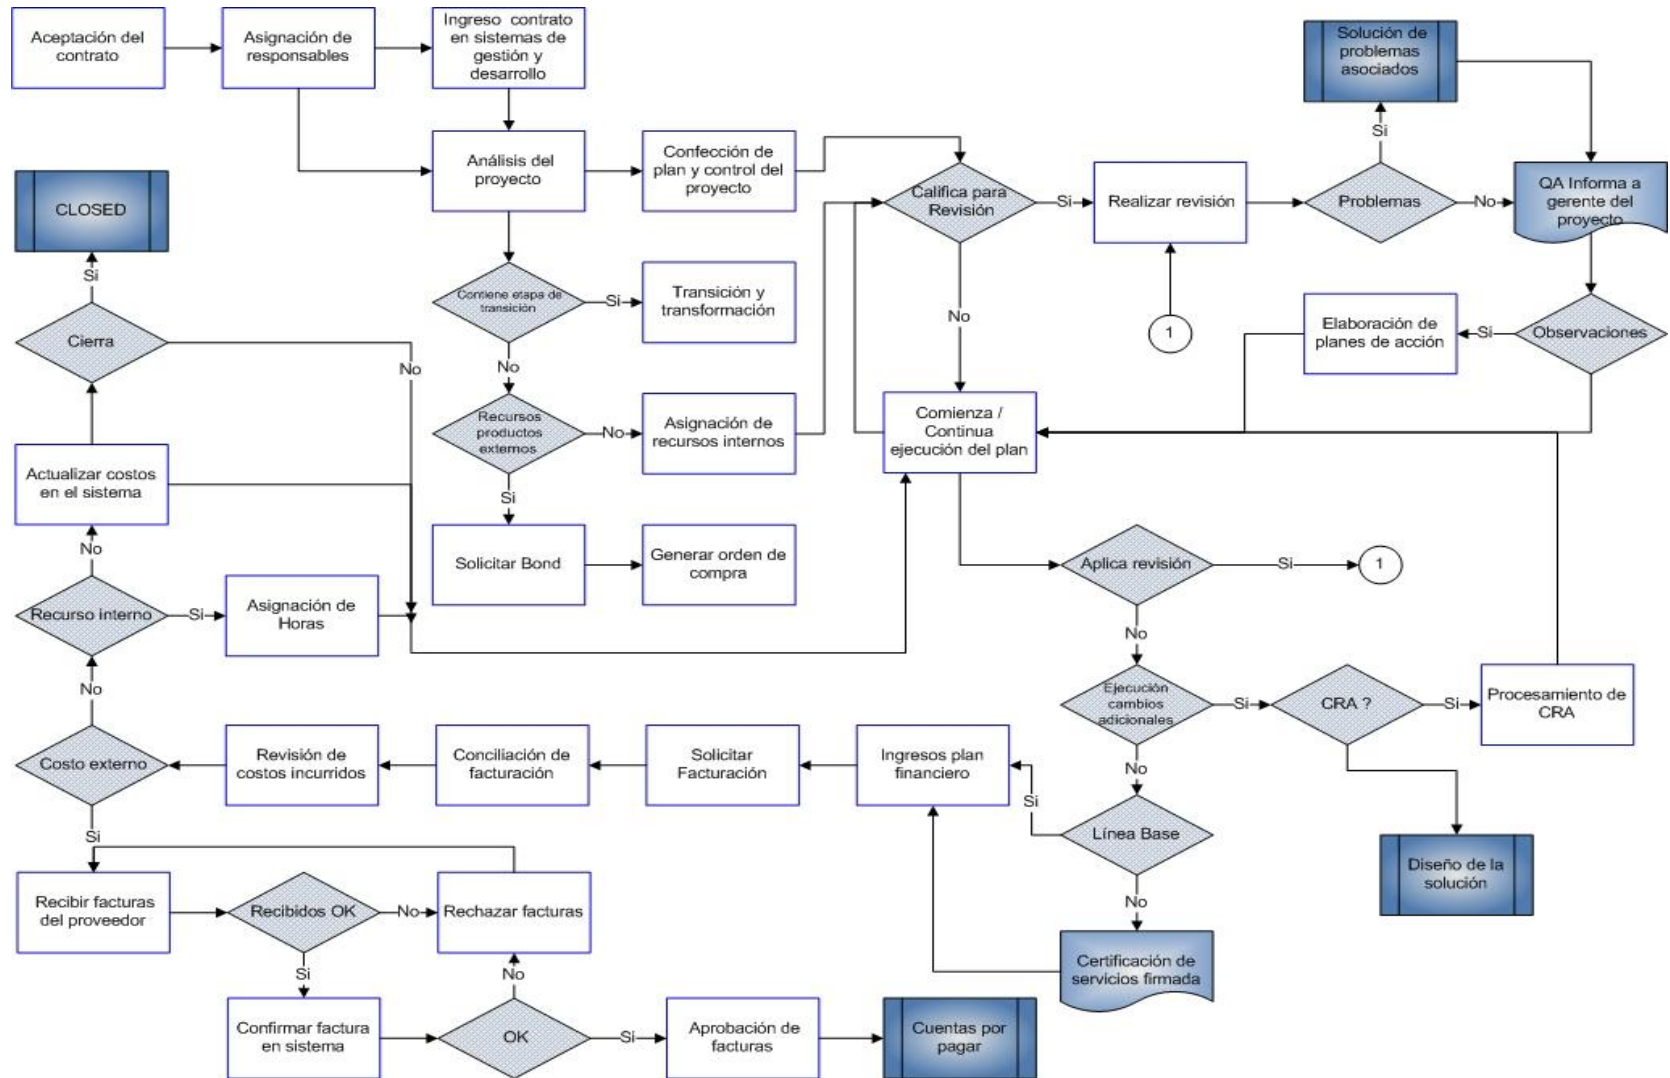 Aceptación del
contrato
Asignación de
responsables
Ingreso contrato
en sistemas de
gestión y
desarrollo
Solución de
problemas
asociados
Si
Análisis del
proyecto
Confección de
plan y control del
proyecto
Califica para
Revisión
Si
Realizar revisión
Problemas
No
QA Informa a
gerente del
proyecto
CLOSED
Si
Cierra
No
Contiene etapa de
transición
Si
Transición y
transformación
No
1
Elaboración de
planes de acción
Si
Observaciones
No
Recursos
productos
externos
No
Asignación de
recursos internos
Comienza /
Continua
ejecución del plan
Actualizar costos
en el sistema
Si
No
Solicitar Bond
Generar orden de
compra
Aplica revisión
Si
1
Recurso interno
Si
Asignación de
Horas
No
No
Ejecución
cambios
adicionales
Si
CRA ?
Si
Procesamiento de
CRA
Costo externo
Revisión de
costos incurridos
Conciliación de
facturación
Solicitar
Facturación
Ingresos plan
financiero
No
Si
Si
Línea Base
Diseño de la
solución
No
Recibir facturas
del proveedor
Recibidos OK
No
Rechazar facturas
Si
No
Certificación de
servicios firmada
Confirmar factura
en sistema
OK
Si
Aprobación de
facturas
Cuentas por
pagar